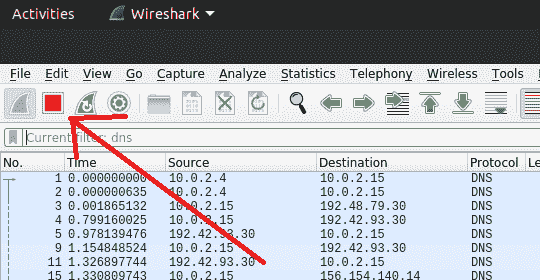 Activities Wireshark
File Edit View Go Capture Analyze Statistics Telephony Wireless Tools
Current filter: dns
No. Time Source Destination Protocol Le
1 0.000000000 10.0.2.4 10.0.2.15 DNS
2 0.000000635 10.0.2.4 10.0.2.15 DNS
3 0.001865132 10.0.2.15 192.48.79.30 DNS
4 0.799160025 10.0.2.15 192.42.93.30 DNS
5 0.978139476 192.42.93.30 10.0.2.15 DNS
9 1.154848524 10.0.2.15 192.42.93.30 DNS
11 1.326897744 192.42.93.30 10.0.2.15 DNS
15 1.330809743 10.0.2.15 156.154.140.14 DNS